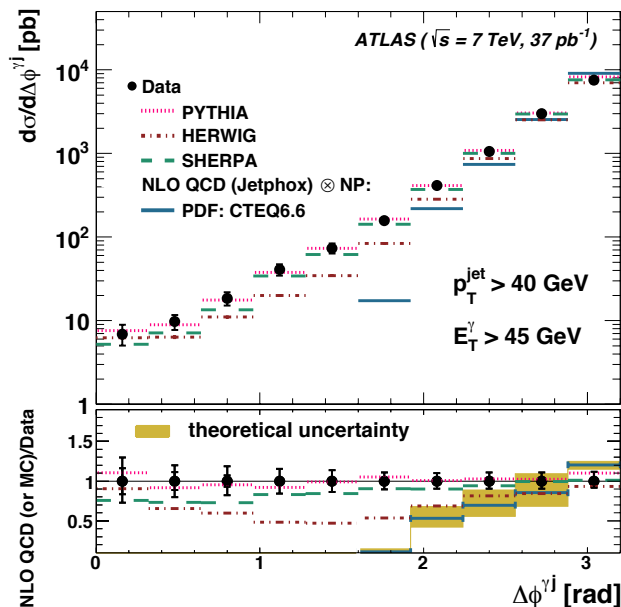 dσ/dΔφ^γj [pb]
ATLAS (√s = 7 TeV, 37 pb⁻¹)
Data
PYTHIA
HERWIG
SHERPA
NLO QCD (Jetphox) ⊗ NP:
PDF: CTEQ6.6
p_T^jet > 40 GeV
E_T^γ > 45 GeV
10⁴
10³
10²
10
1
NLO QCD (or MC)/Data
theoretical uncertainty
1.5
1
0.5
0 1 2 3
Δφ^γj [rad]